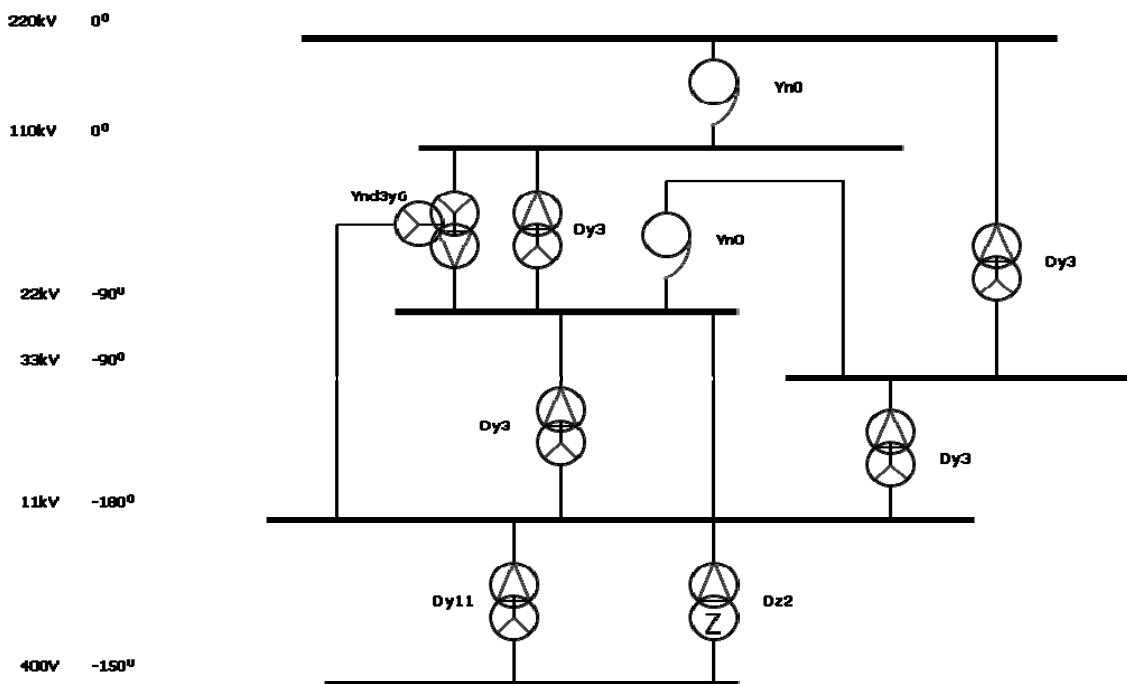 220kV 0⁰
Yn0
110kV 0⁰
Ynd3y6
Dy3
Yn0
Dy3
22kV -90⁰
33kV -90⁰
Dy3
Dy3
11kV -180⁰
Dy11
Dz2
Z
400V -150⁰